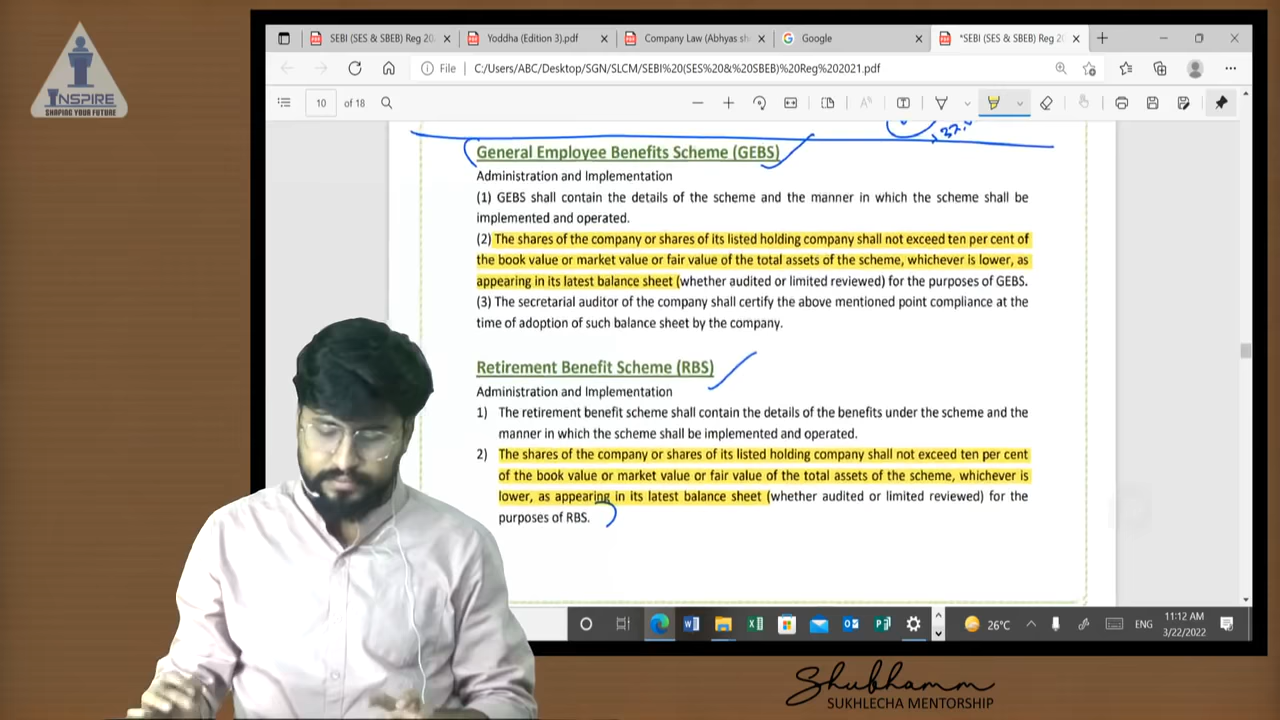 INSPIRE
SHAPING YOUR FUTURE
SEBI (SES & SBEB) Reg 20
Yoddha (Edition 3).pdf
Company Law (Abhyas sh
Google
*SEBI (SES & SBEB) Reg 2
File
C:/Users/ABC/Desktop/SGN/SLCM/SEBI%20(SES%20&%20SBEB)%20Reg%202021.pdf
10 of 18
General Employee Benefits Scheme (GEBS)
Administration and Implementation
(1) GEBS shall contain the details of the scheme and the manner in which the scheme shall be
implemented and operated.
(2) The shares of the company or shares of its listed holding company shall not exceed ten per cent of
the book value or market value or fair value of the total assets of the scheme, whichever is lower, as
appearing in its latest balance sheet (whether audited or limited reviewed) for the purposes of GEBS.
(3) The secretarial auditor of the company shall certify the above mentioned point compliance at the
time of adoption of such balance sheet by the company.
Retirement Benefit Scheme (RBS)
Administration and Implementation
1) The retirement benefit scheme shall contain the details of the benefits under the scheme and the
manner in which the scheme shall be implemented and operated.
2) The shares of the company or shares of its listed holding company shall not exceed ten per cent
of the book value or market value or fair value of the total assets of the scheme, whichever is
lower, as appearing in its latest balance sheet (whether audited or limited reviewed) for the
purposes of RBS.
26°C
ENG
11:12 AM
3/22/2022
Shubhamm
SUKHLECHA MENTORSHIP